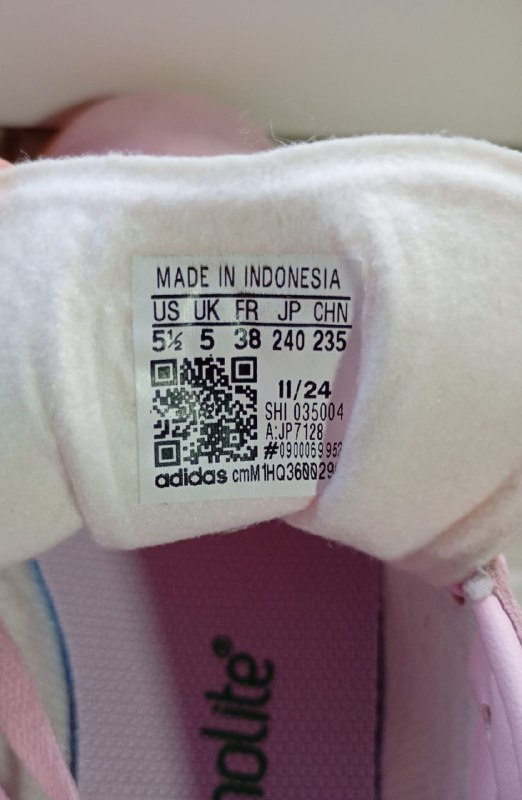 MADE IN INDONESIA
US UK FR JP CHN
5½ 5 38 240 235
11/24
SHI 035004
A:JP7128
adidas